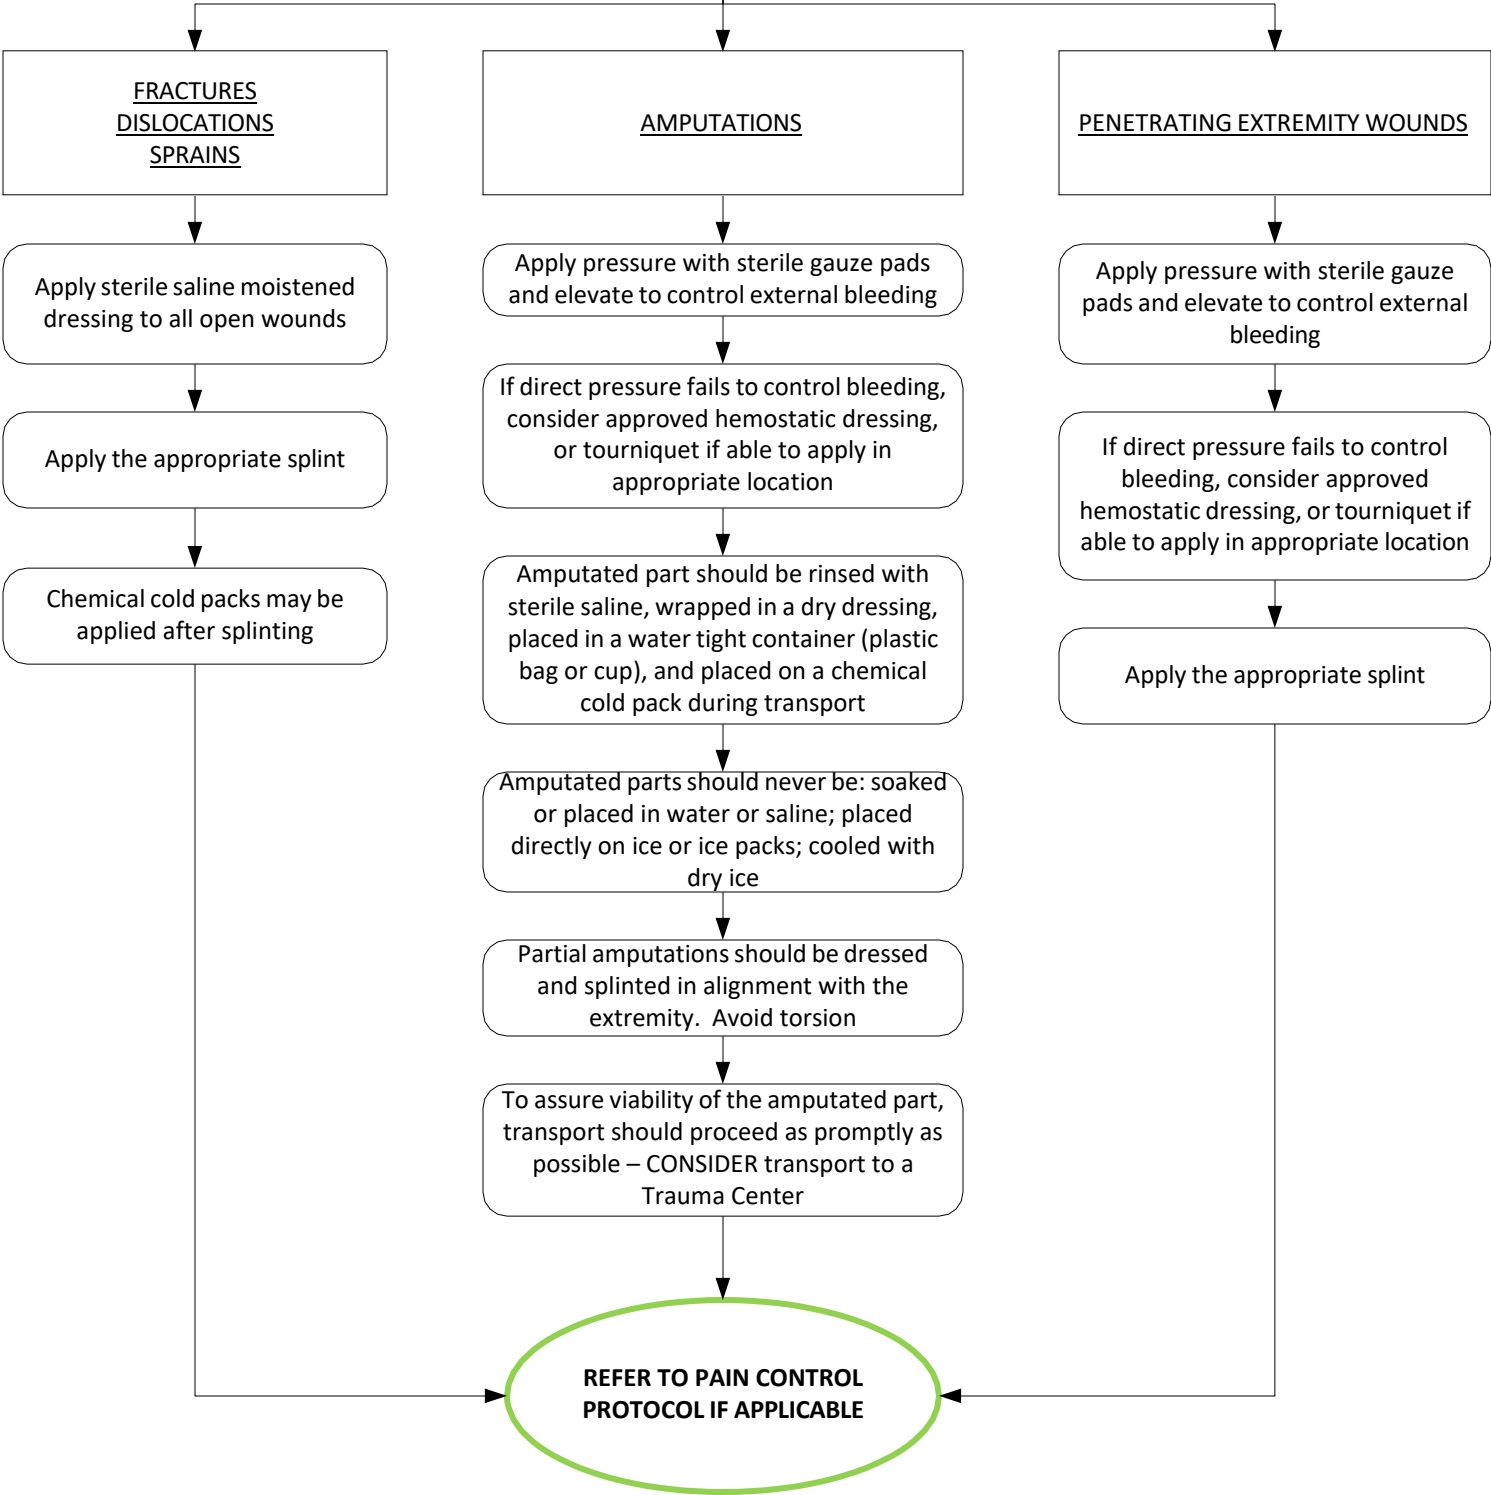 FRACTURES
DISLOCATIONS
SPRAINS
Apply sterile saline moistened
dressing to all open wounds
Apply the appropriate splint
Chemical cold packs may be
applied after splinting
AMPUTATIONS
Apply pressure with sterile gauze pads
and elevate to control external bleeding
If direct pressure fails to control bleeding,
consider approved hemostatic dressing,
or tourniquet if able to apply in
appropriate location
Amputated part should be rinsed with
sterile saline, wrapped in a dry dressing,
placed in a water tight container (plastic
bag or cup), and placed on a chemical
cold pack during transport
Amputated parts should never be: soaked
or placed in water or saline; placed
directly on ice or ice packs; cooled with
dry ice
Partial amputations should be dressed
and splinted in alignment with the
extremity.  Avoid torsion
To assure viability of the amputated part,
transport should proceed as promptly as
possible – CONSIDER transport to a
Trauma Center
PENETRATING EXTREMITY WOUNDS
Apply pressure with sterile gauze
pads and elevate to control external
bleeding
If direct pressure fails to control
bleeding, consider approved
hemostatic dressing, or tourniquet if
able to apply in appropriate location
Apply the appropriate splint
REFER TO PAIN CONTROL
PROTOCOL IF APPLICABLE